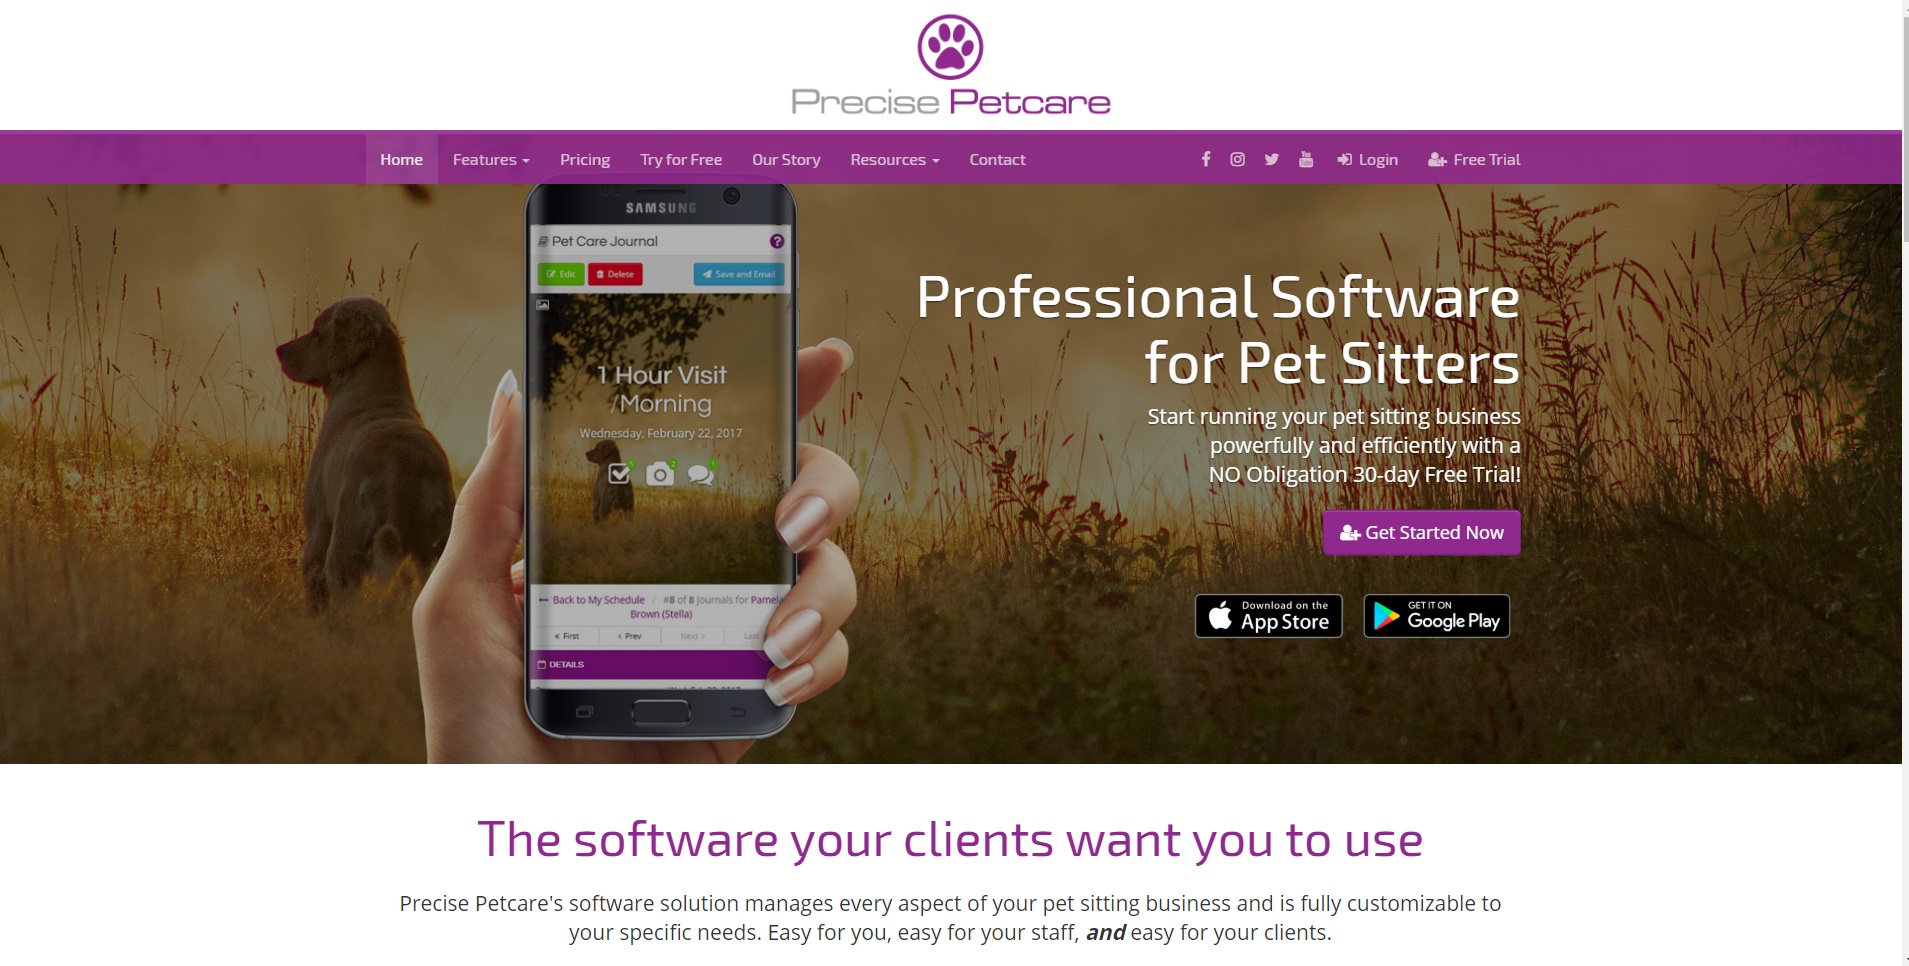 Precise Petcare
Home Features Pricing Try for Free Our Story Resources Contact Login Free Trial
SAMSUNG
Pet Care Journal ?
Edit Delete Save and Email
1 Hour Visit
Morning
Wednesday, February 22, 2017
5 2 1
Back to My Schedule / #8 of 8 Journals for Pamela
Brown (Stella)
« First ‹ Prev Next › Last
DETAILS
Professional Software
for Pet Sitters
Start running your pet sitting business
powerfully and efficiently with a
NO Obligation 30-day Free Trial!
Get Started Now
Download on the
App Store
GET IT ON
Google Play
The software your clients want you to use
Precise Petcare's software solution manages every aspect of your pet sitting business and is fully customizable to
your specific needs. Easy for you, easy for your staff, and easy for your clients.